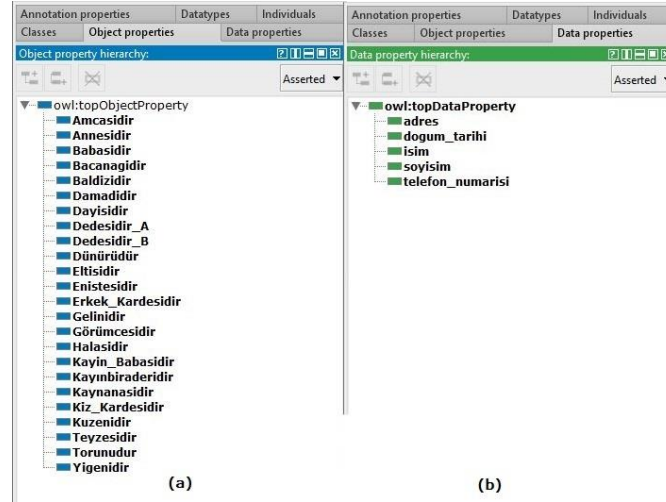 Annotation properties Datatypes Individuals
Classes Object properties Data properties
Object property hierarchy:
Asserted
owl:topObjectProperty
Amcasidir
Annesidir
Babasidir
Bacanagidir
Baldizidir
Damadidir
Dayisidir
Dedesidir_A
Dedesidir_B
Dünürüdür
Eltisidir
Enistesidir
Erkek_Kardesidir
Gelinidir
Görümcesidir
Halasidir
Kayin_Babasidir
Kayınbiraderidir
Kaynanasidir
Kiz_Kardesidir
Kuzenidir
Teyzesidir
Torunudur
Yigenidir
(a)
Annotation properties Datatypes Individuals
Classes Object properties Data properties
Data property hierarchy:
Asserted
owl:topDataProperty
adres
dogum_tarihi
isim
soyisim
telefon_numarisi
(b)